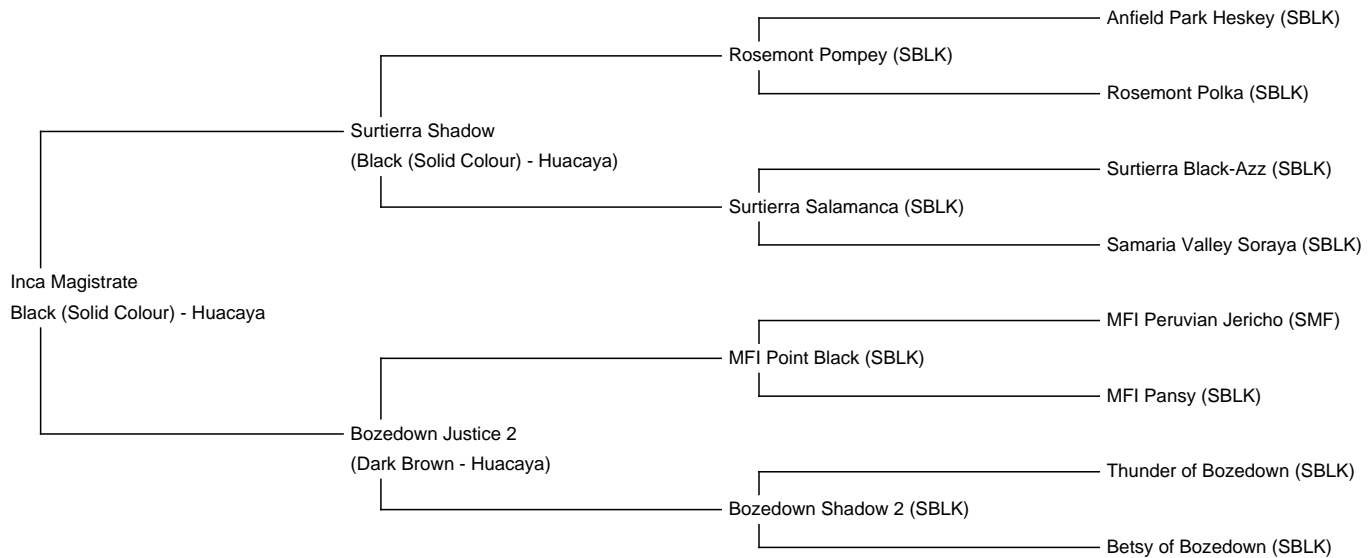 Anfield Park Heskey (SBLK)
Rosemont Pompey (SBLK)
Rosemont Polka (SBLK)
Surtierra Shadow
(Black (Solid Colour) - Huacaya)
Surtierra Black-Azz (SBLK)
Surtierra Salamanca (SBLK)
Samaria Valley Soraya (SBLK)
Inca Magistrate
Black (Solid Colour) - Huacaya
MFI Peruvian Jericho (SMF)
MFI Point Black (SBLK)
MFI Pansy (SBLK)
Bozedown Justice 2
(Dark Brown - Huacaya)
Thunder of Bozedown (SBLK)
Bozedown Shadow 2 (SBLK)
Betsy of Bozedown (SBLK)